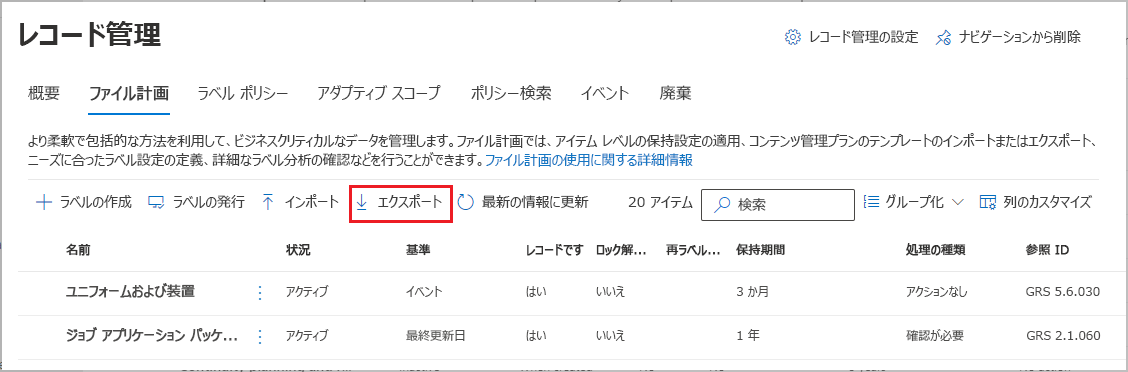 レコード管理
レコード管理の設定
ナビゲーションから削除
概要 ファイル計画 ラベル ポリシー アダプティブ スコープ ポリシー検索 イベント 廃棄
より柔軟で包括的な方法を利用して、ビジネスクリティカルなデータを管理します。ファイル計画では、アイテム レベルの保持設定の適用、コンテンツ管理プランのテンプレートのインポートまたはエクスポート、
ニーズに合ったラベル設定の定義、詳細なラベル分析の確認などを行うことができます。ファイル計画の使用に関する詳細情報
ラベルの作成 ラベルの発行 インポート エクスポート 最新の情報に更新 20 アイテム 検索 グループ化 列のカスタマイズ
名前 状況 基準 レコードです ロック解... 再ラベル... 保持期間 処理の種類 参照 ID
ユニフォームおよび装置 アクティブ イベント はい いいえ 3 か月 アクションなし GRS 5.6.030
ジョブ アプリケーション パッケ... アクティブ 最終更新日 はい いいえ 1 年 確認が必要 GRS 2.1.060